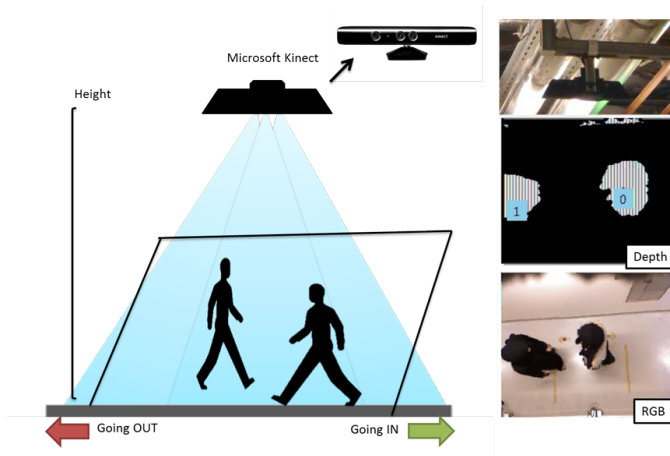 Microsoft Kinect
KINECT
Height
1
0
Depth
RGB
Going OUT
Going IN